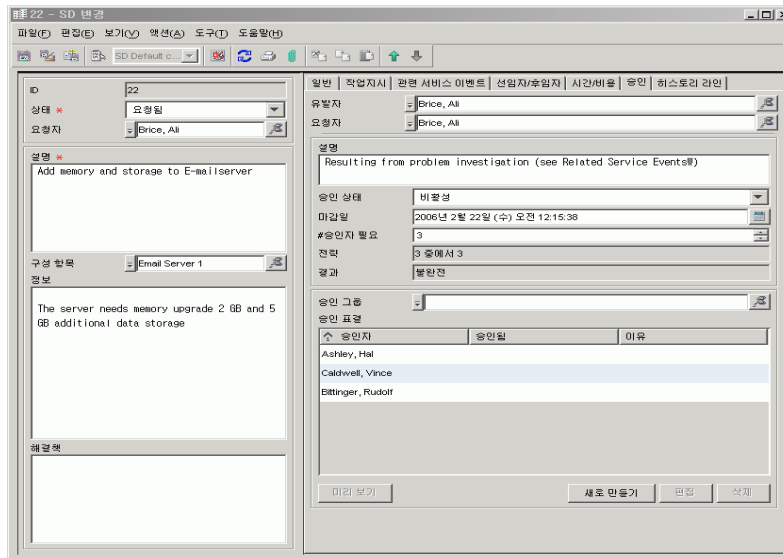 22 - SD 변경
파일(F) 편집(E) 보기(V) 액션(A) 도구(T) 도움말(H)
SD Default c...
ID 22
상태 * 요청됨
요청자 Brice, Ali
설명 *
Add memory and storage to E-mailserver
구성 항목 Email Server 1
정보
The server needs memory upgrade 2 GB and 5
GB additional data storage
해결책
일반 작업지시 관련 서비스 이벤트 선임자/후임자 시간/비용 승인 히스토리 라인
유발자 Brice, Ali
요청자 Brice, Ali
설명
Resulting from problem investigation (see Related Service Events₩)
승인 상태 비활성
마감일 2006년 2월 22일 (수) 오전 12:15:38
#승인자 필요 3
전략 3 중에서 3
결과 불완전
승인 그룹
승인 표결
승인자 승인됨 이유
Ashley, Hal
Caldwell, Vince
Bittinger, Rudolf
미리 보기 새로 만들기 편집 삭제